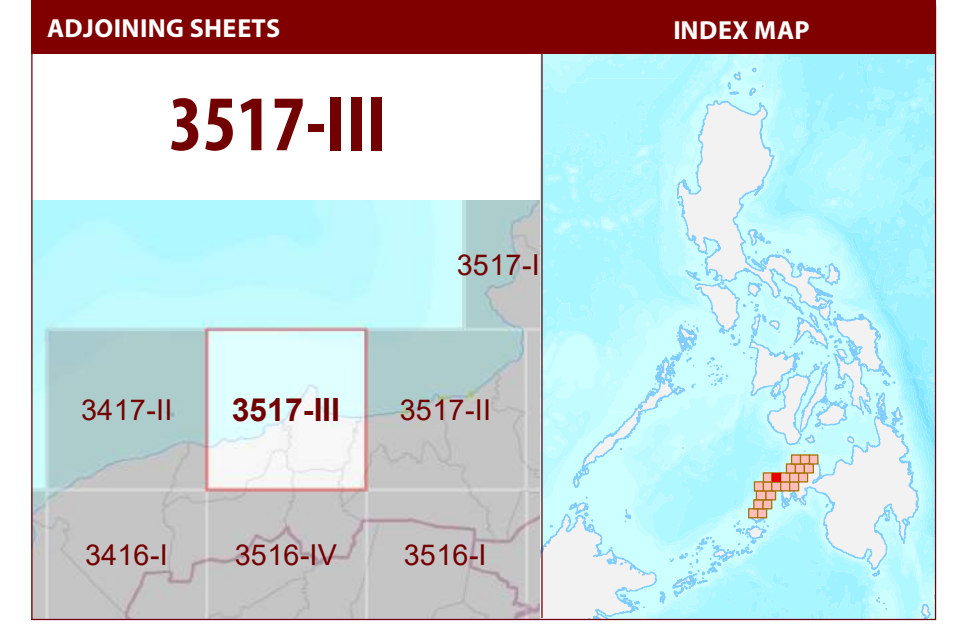 ADJOINING SHEETS
INDEX MAP
3517-III
3517-I
3417-II
3517-III
3517-II
3416-I
3516-IV
3516-I